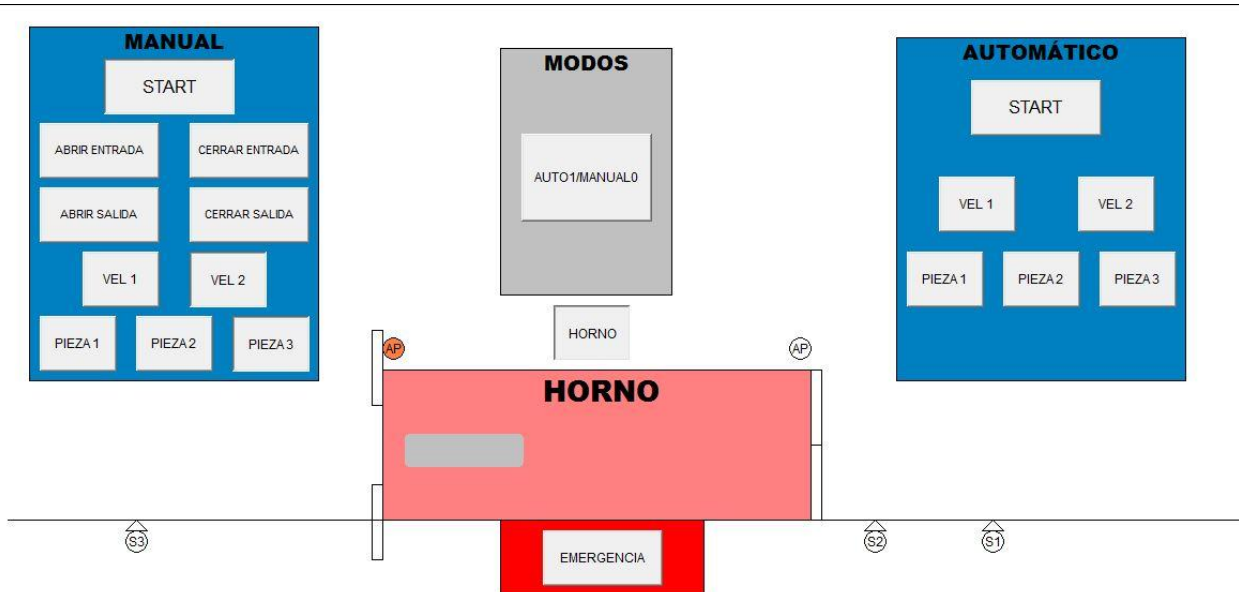 MANUAL
START
ABRIR ENTRADA
CERRAR ENTRADA
ABRIR SALIDA
CERRAR SALIDA
VEL 1
VEL 2
PIEZA 1
PIEZA 2
PIEZA 3
MODOS
AUTO1/MANUAL0
HORNO
AUTOMÁTICO
START
VEL 1
VEL 2
PIEZA 1
PIEZA 2
PIEZA 3
AP
AP
HORNO
S3
S2
S1
EMERGENCIA